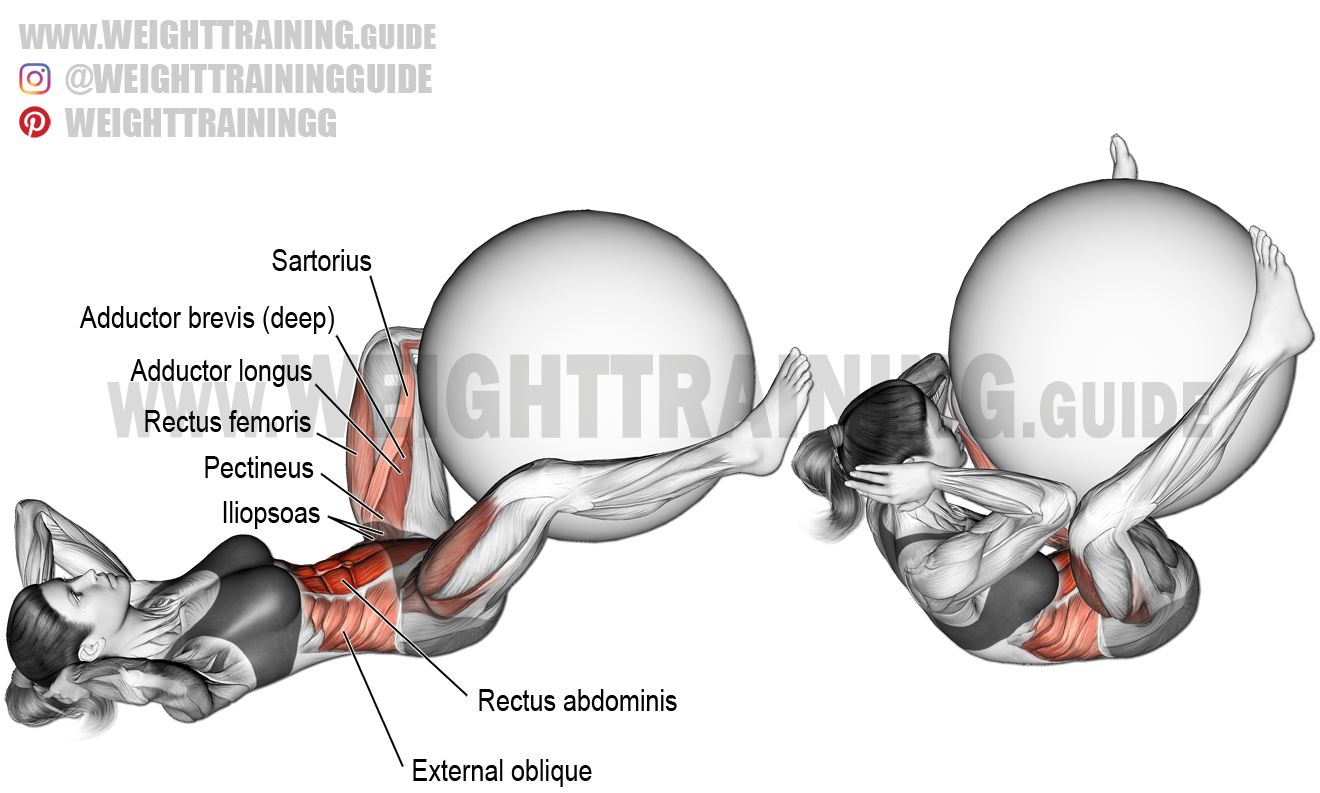 WWW.WEIGHTTRAINING.GUIDE
@WEIGHTTRAININGGUIDE
WEIGHTTRAININGG
Sartorius
Adductor brevis (deep)
Adductor longus
WWW.WEIGHTTRAINING.GUIDE
Rectus femoris
Pectineus
Iliopsoas
Rectus abdominis
External oblique